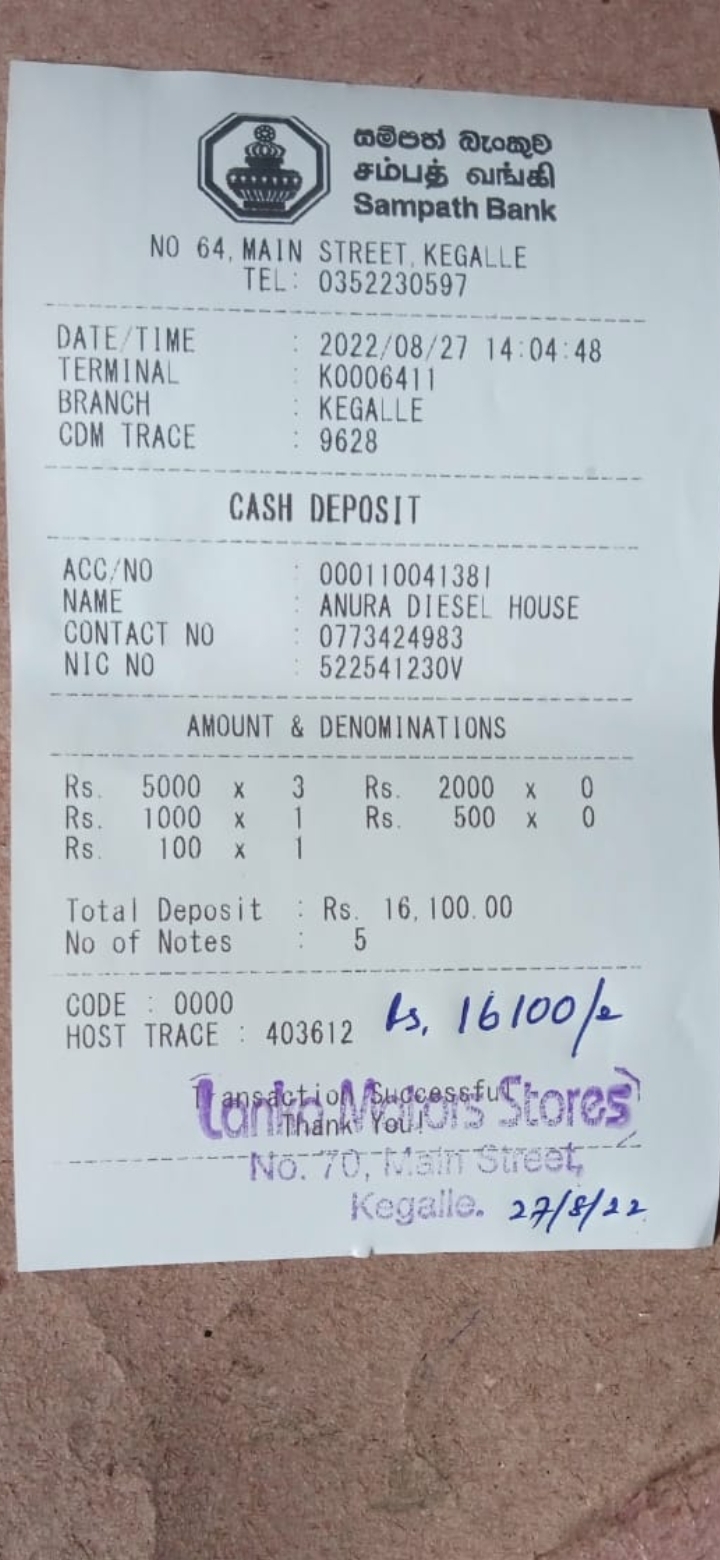 සම්පත් බැංකුව
சம்பத் வங்கி
Sampath Bank
NO 64, MAIN STREET, KEGALLE
TEL: 0352230597
DATE/TIME : 2022/08/27 14:04:48
TERMINAL : K0006411
BRANCH : KEGALLE
CDM TRACE : 9628
CASH DEPOSIT
ACC/NO : 000110041381
NAME : ANURA DIESEL HOUSE
CONTACT NO : 0773424983
NIC NO : 522541230V
AMOUNT & DENOMINATIONS
Rs. 5000 x 3 Rs. 2000 x 0
Rs. 1000 x 1 Rs. 500 x 0
Rs. 100 x 1
Total Deposit : Rs. 16,100.00
No of Notes : 5
CODE : 0000
HOST TRACE : 403612
Rs. 16100/=
Transaction Successful
Thank You!
Lanka Motors Stores
No. 70, Main Street,
Kegalle.
27/8/22